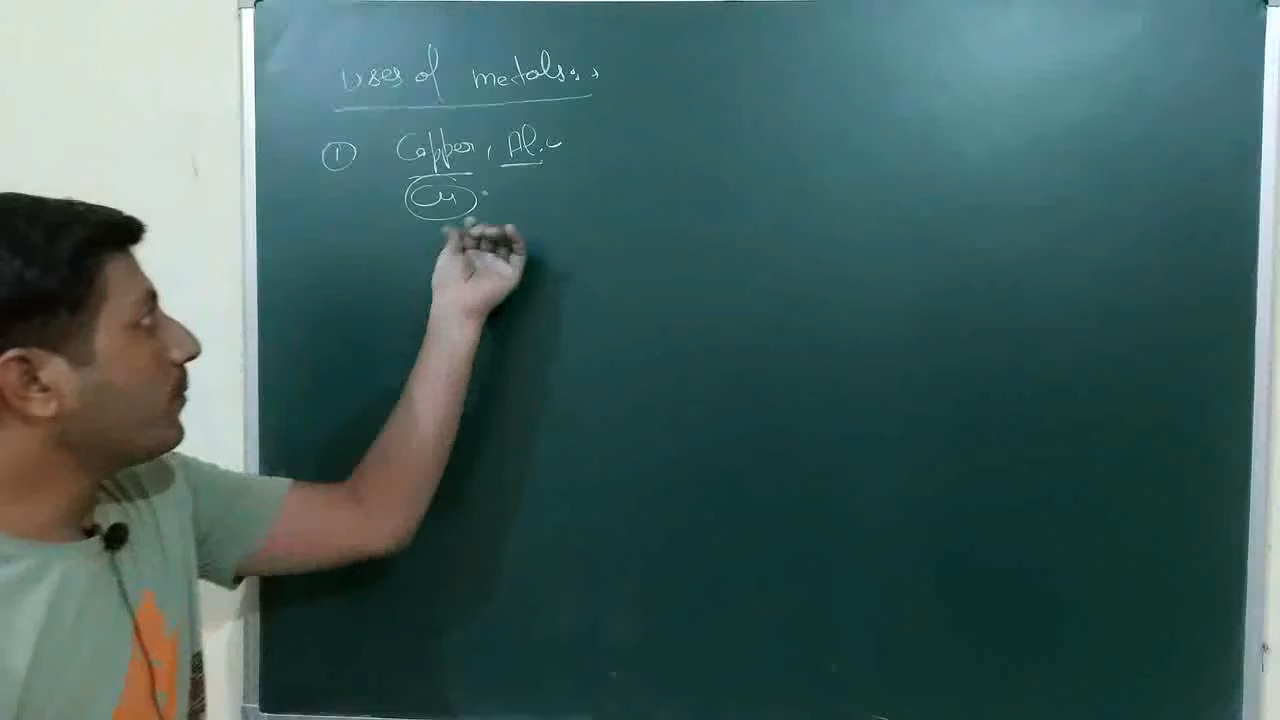 Uses of metals..
① Copper, Al.
Cu